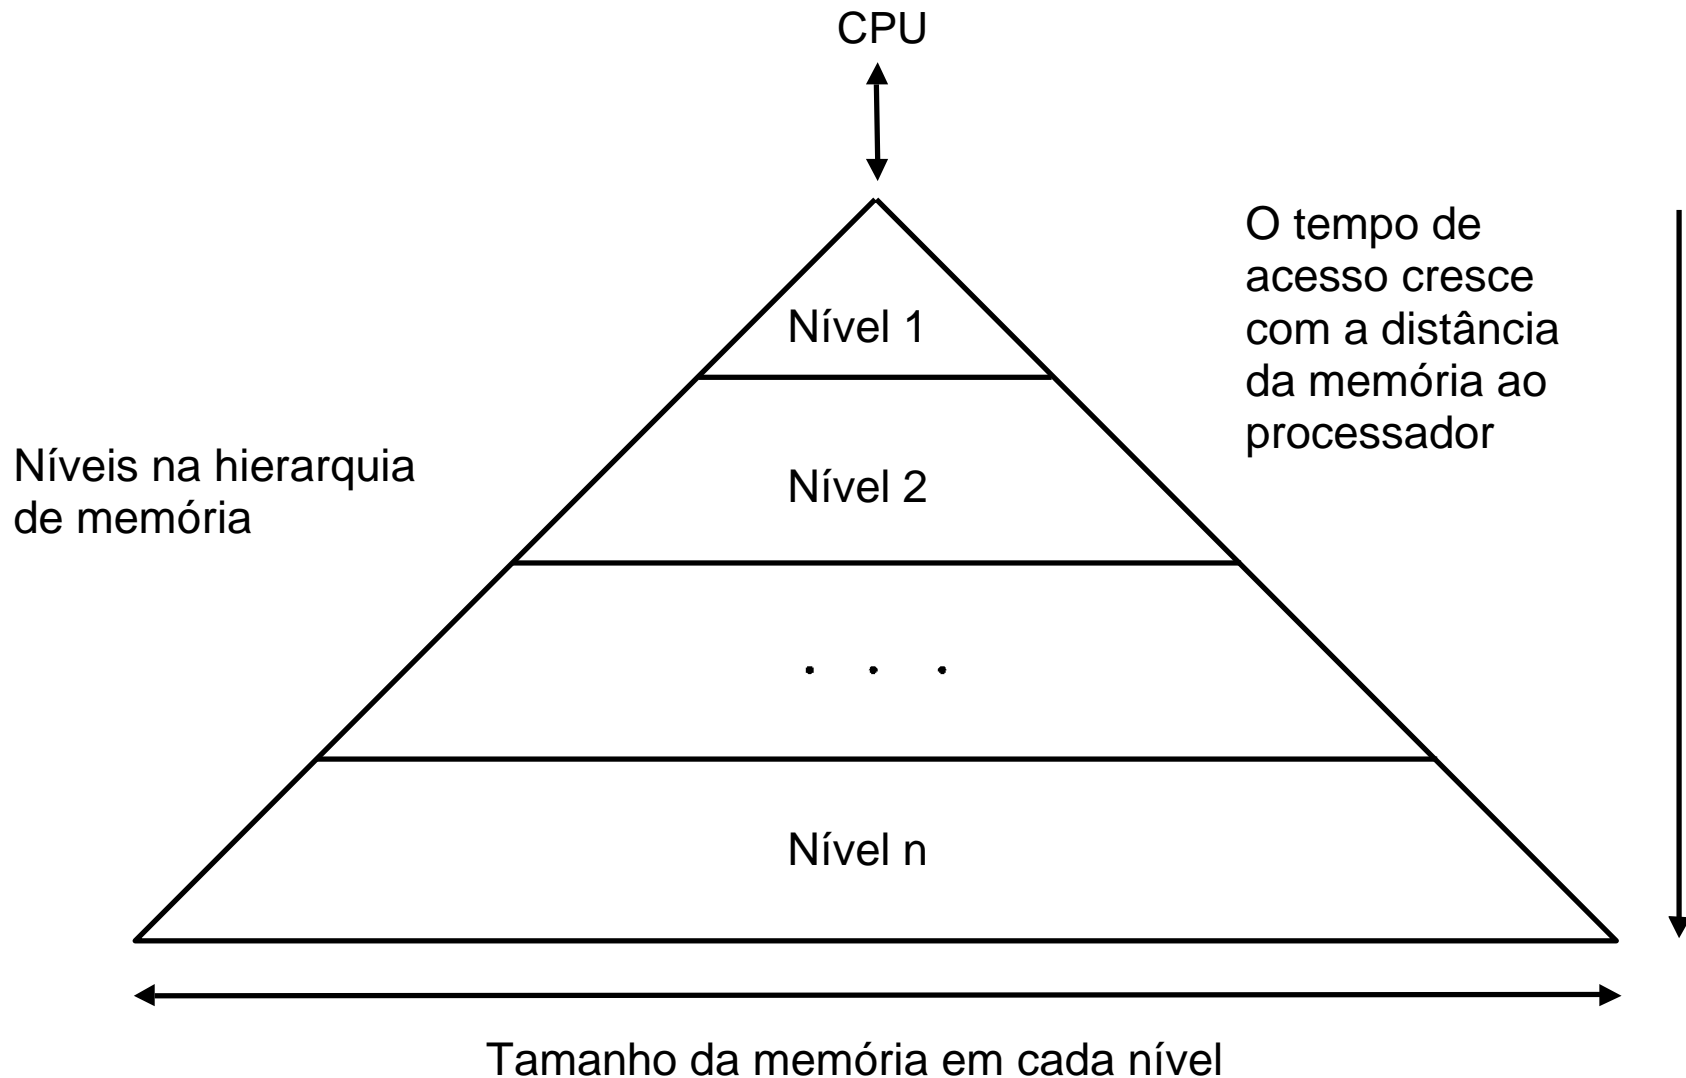 CPU
O tempo de
acesso cresce
com a distância
da memória ao
processador
Nível 1
Níveis na hierarquia
de memória
Nível 2
. . .
Nível n
Tamanho da memória em cada nível